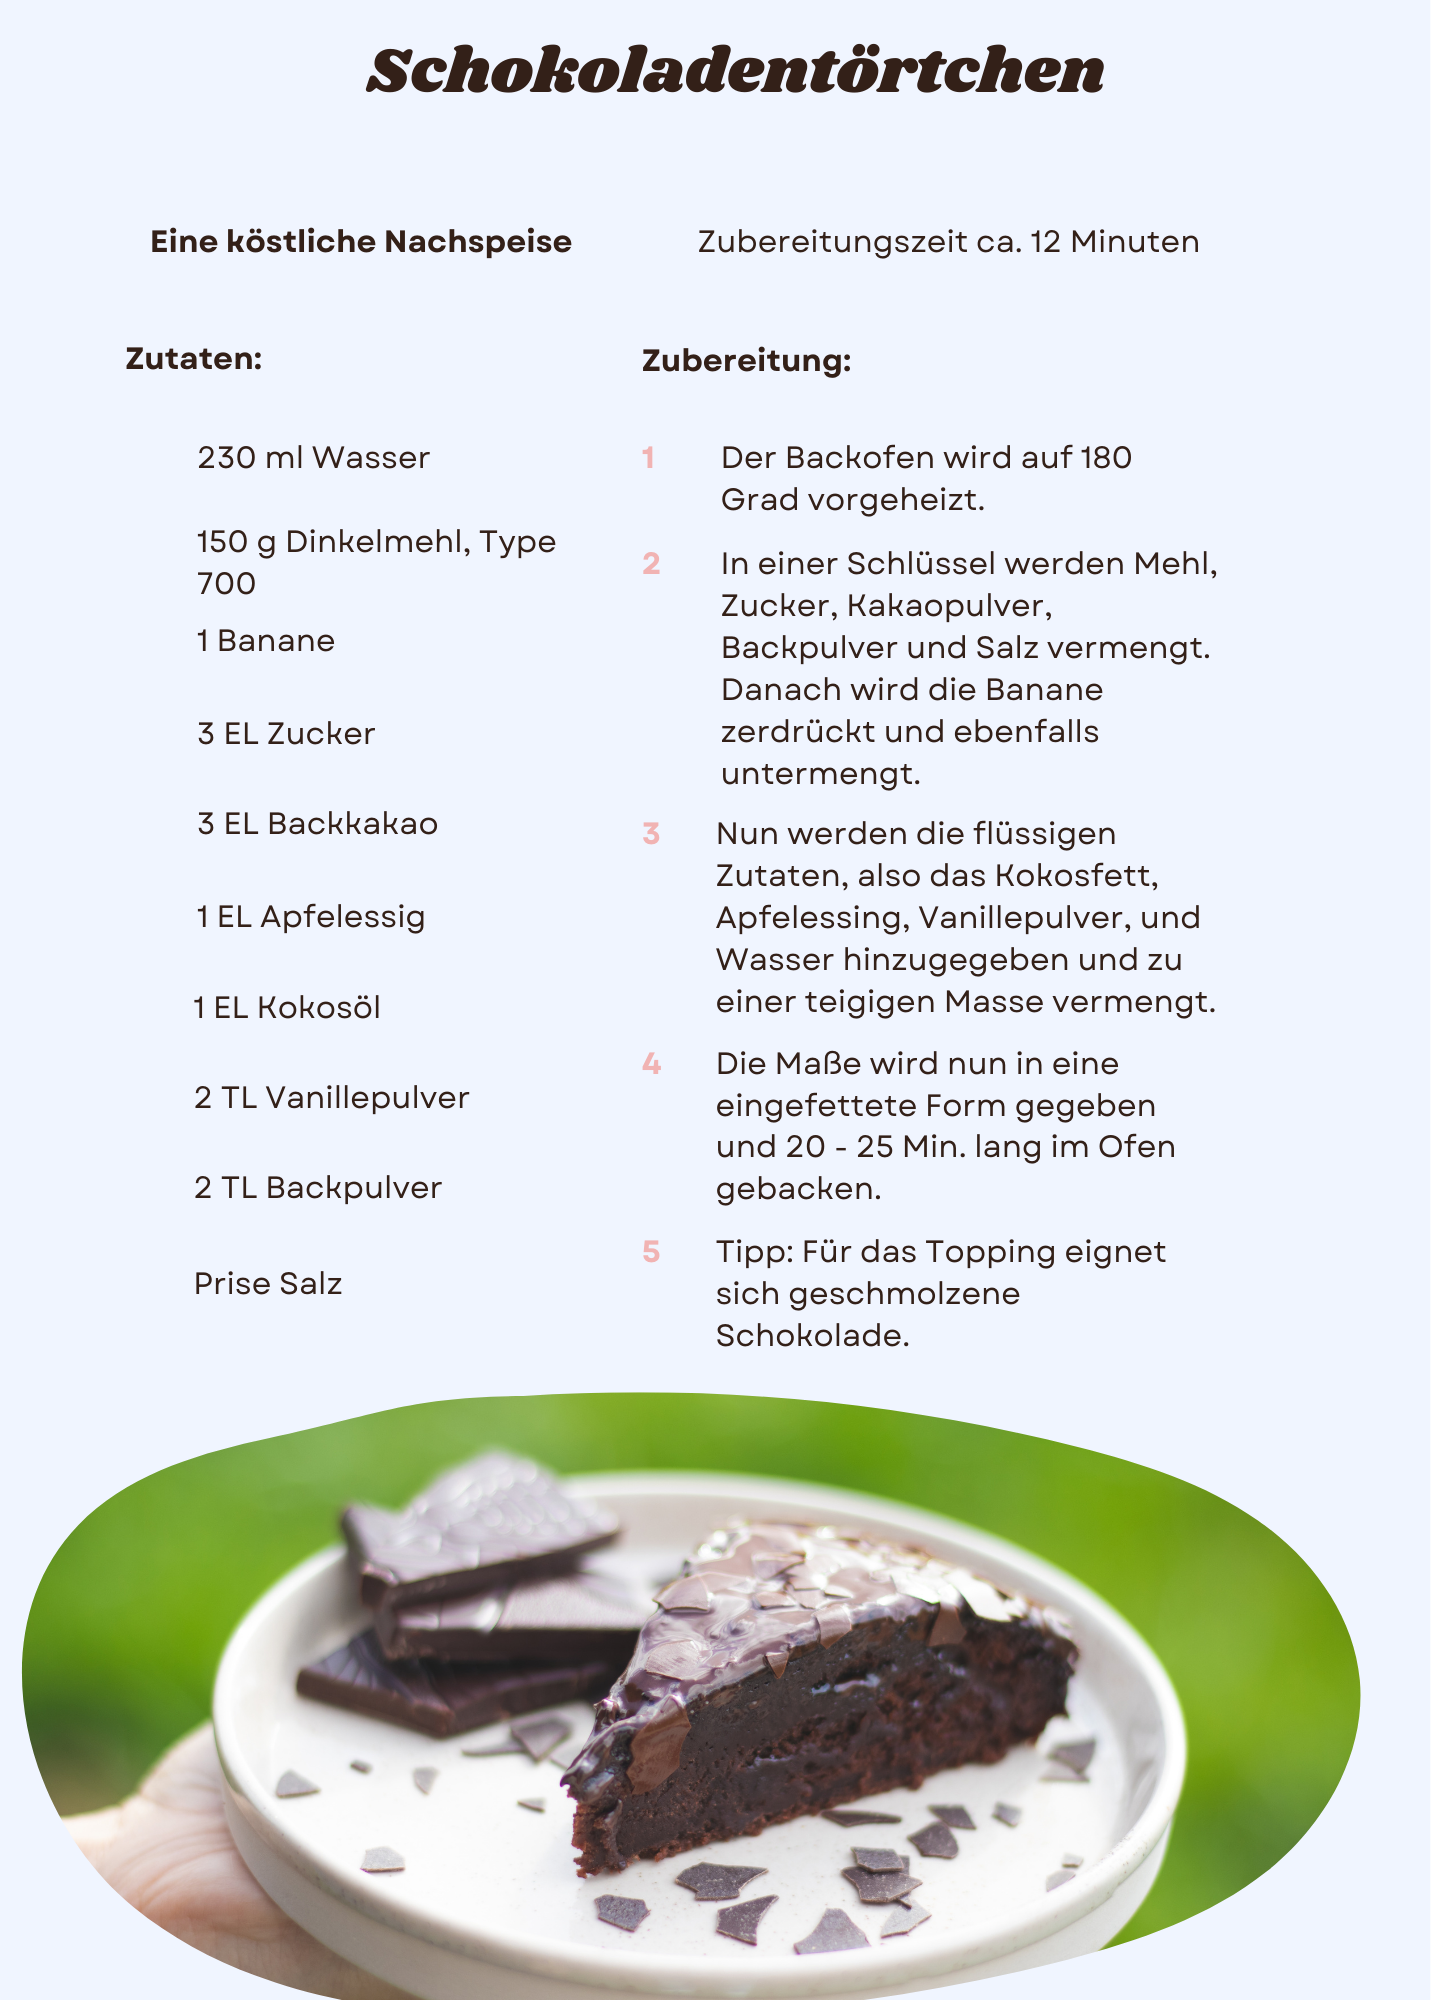 Schokoladentörtchen
Eine köstliche Nachspeise
Zubereitungszeit ca. 12 Minuten
Zutaten:
230 ml Wasser
150 g Dinkelmehl, Type
700
1 Banane
3 EL Zucker
3 EL Backkakao
1 EL Apfelessig
1 EL Kokosöl
2 TL Vanillepulver
2 TL Backpulver
Prise Salz
Zubereitung:
1 Der Backofen wird auf 180
Grad vorgeheizt.
2 In einer Schlüssel werden Mehl,
Zucker, Kakaopulver,
Backpulver und Salz vermengt.
Danach wird die Banane
zerdrückt und ebenfalls
untermengt.
3 Nun werden die flüssigen
Zutaten, also das Kokosfett,
Apfelessing, Vanillepulver, und
Wasser hinzugegeben und zu
einer teigigen Masse vermengt.
4 Die Maße wird nun in eine
eingefettete Form gegeben
und 20 - 25 Min. lang im Ofen
gebacken.
5 Tipp: Für das Topping eignet
sich geschmolzene
Schokolade.